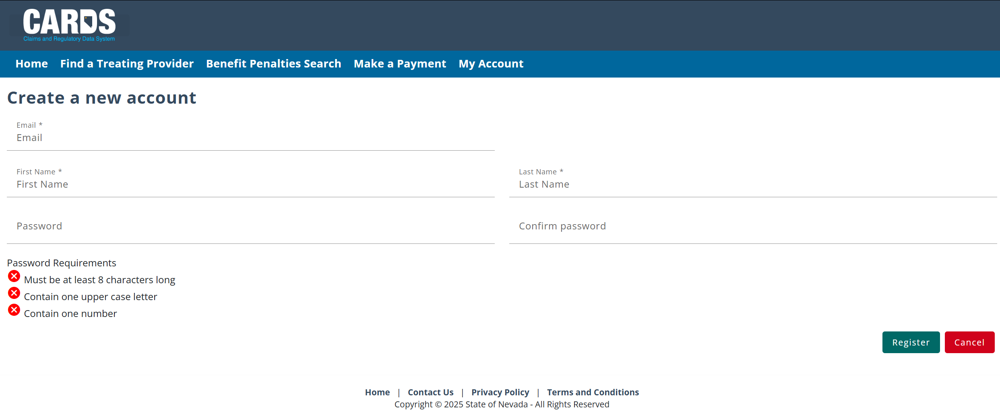 CARDS
Claims and Regulatory Data System
Home Find a Treating Provider Benefit Penalties Search Make a Payment My Account
Create a new account
Email *
Email
First Name * Last Name *
First Name Last Name
Password Confirm password
Password Requirements
Must be at least 8 characters long
Contain one upper case letter
Contain one number
Register Cancel
Home | Contact Us | Privacy Policy | Terms and Conditions
Copyright © 2025 State of Nevada - All Rights Reserved